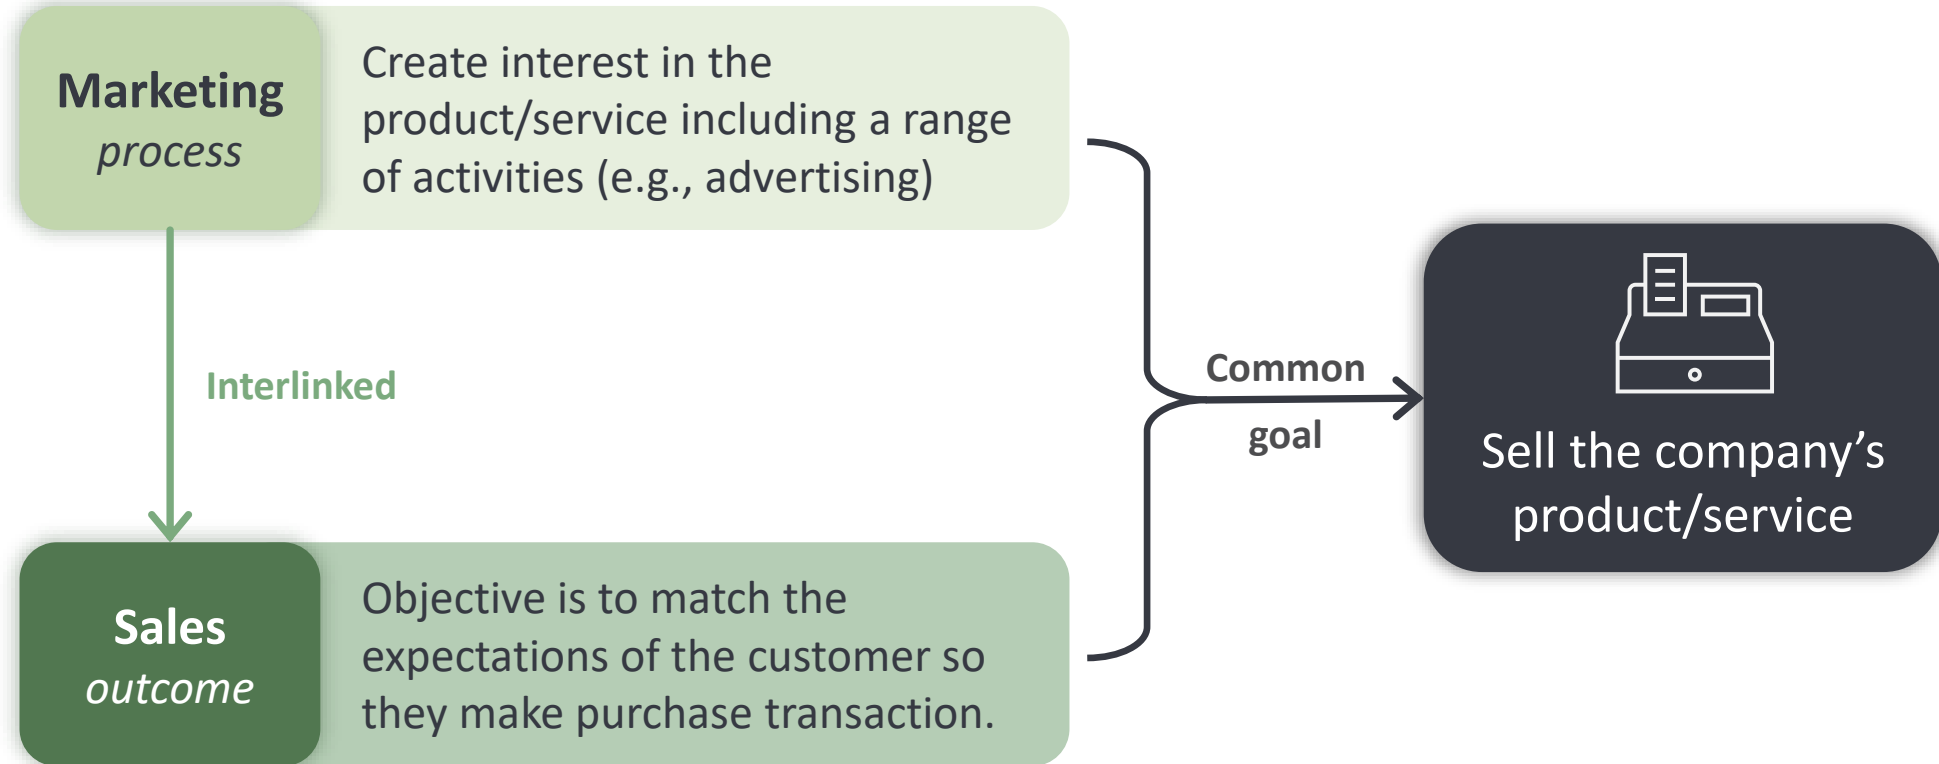 Marketing
process
Create interest in the
product/service including a range
of activities (e.g., advertising)
Interlinked
Sales
outcome
Objective is to match the
expectations of the customer so
they make purchase transaction.
Common
goal
Sell the company’s
product/service